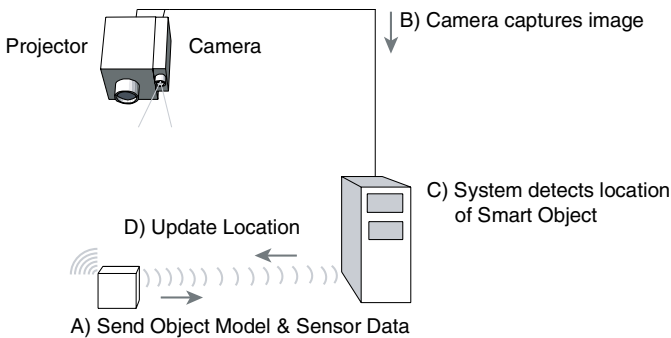 B) Camera captures image
Projector
Camera
C) System detects location
of Smart Object
D) Update Location
A) Send Object Model & Sensor Data